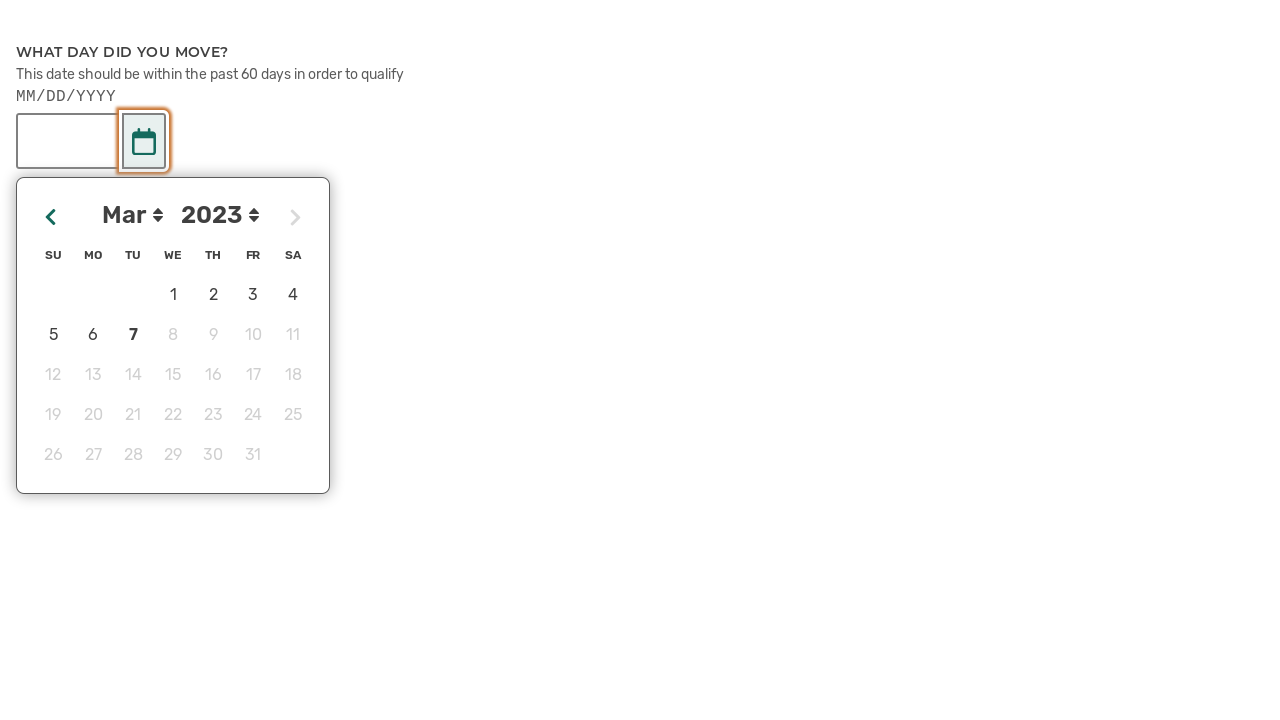 WHAT DAY DID YOU MOVE?
This date should be within the past 60 days in order to qualify
MM/DD/YYYY
Mar 2023
SU MO TU WE TH FR SA
1 2 3 4
5 6 7 8 9 10 11
12 13 14 15 16 17 18
19 20 21 22 23 24 25
26 27 28 29 30 31